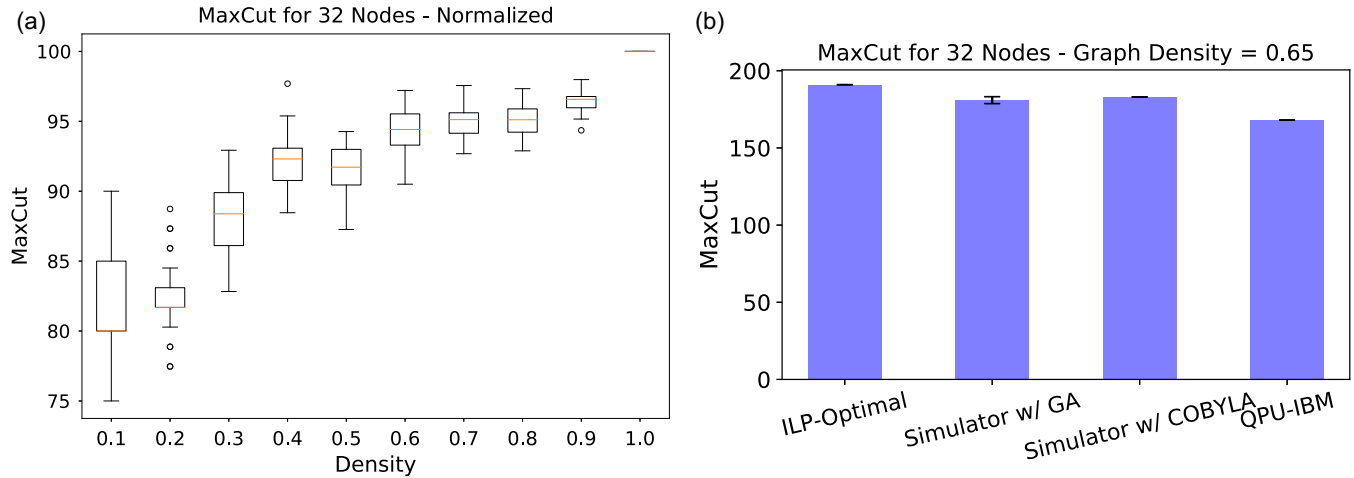 (a)
MaxCut for 32 Nodes - Normalized
100
95
90
85
80
75
MaxCut
0.1 0.2 0.3 0.4 0.5 0.6 0.7 0.8 0.9 1.0
Density
(b)
MaxCut for 32 Nodes - Graph Density = 0.65
200
150
100
50
0
MaxCut
ILP-Optimal
Simulator w/ GA
Simulator w/ COBYLA
QPU-IBM